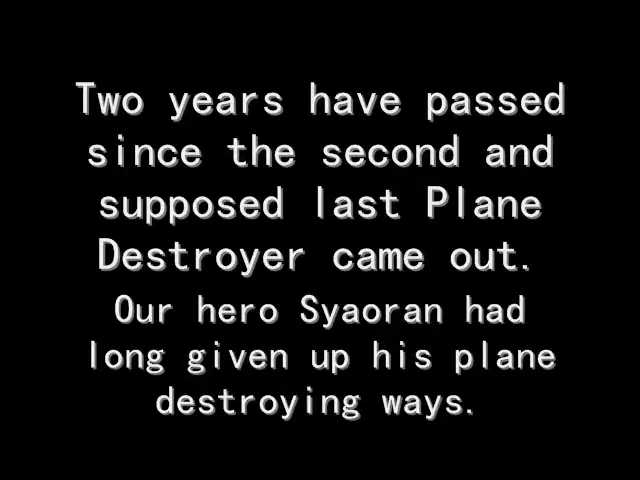 Two years have passed
since the second and
supposed last Plane
Destroyer came out.
Our hero Syaoran had
long given up his plane
destroying ways.